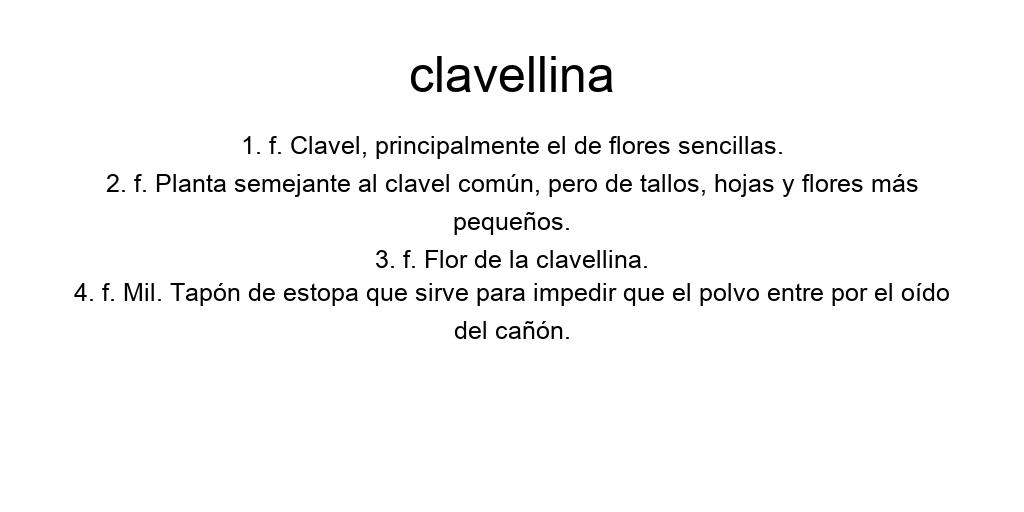 clavellina
1. f. Clavel, principalmente el de flores sencillas.
2. f. Planta semejante al clavel común, pero de tallos, hojas y flores más
pequeños.
3. f. Flor de la clavellina.
4. f. Mil. Tapón de estopa que sirve para impedir que el polvo entre por el oído
del cañón.